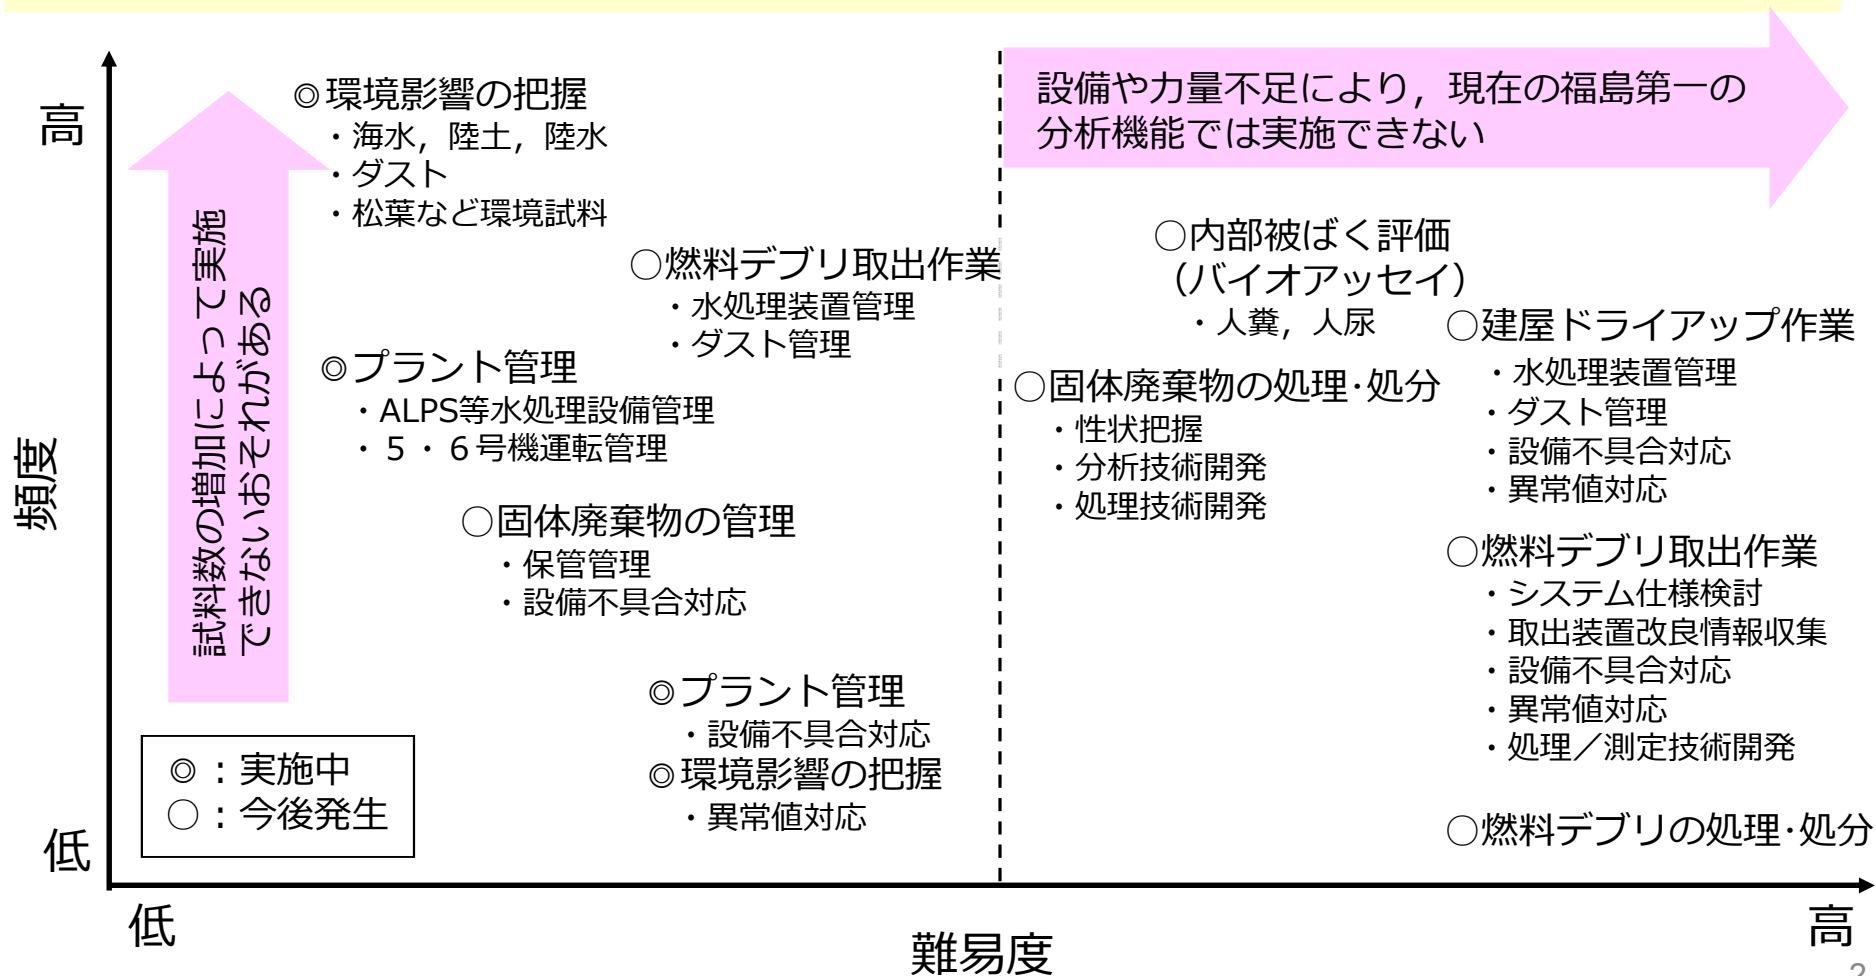 高
頻度
低
試料数の増加によって実施
できないおそれがある
◎環境影響の把握
・海水，陸土，陸水
・ダスト
・松葉など環境試料
○燃料デブリ取出作業
・水処理装置管理
・ダスト管理
◎プラント管理
・ALPS等水処理設備管理
・５・６号機運転管理
○固体廃棄物の管理
・保管管理
・設備不具合対応
◎プラント管理
・設備不具合対応
◎環境影響の把握
・異常値対応
◎：実施中
○：今後発生
設備や力量不足により，現在の福島第一の
分析機能では実施できない
○内部被ばく評価
（バイオアッセイ）
・人糞，人尿
○固体廃棄物の処理･処分
・性状把握
・分析技術開発
・処理技術開発
○建屋ドライアップ作業
・水処理装置管理
・ダスト管理
・設備不具合対応
・異常値対応
○燃料デブリ取出作業
・システム仕様検討
・取出装置改良情報収集
・設備不具合対応
・異常値対応
・処理／測定技術開発
○燃料デブリの処理･処分
低
難易度
高
2